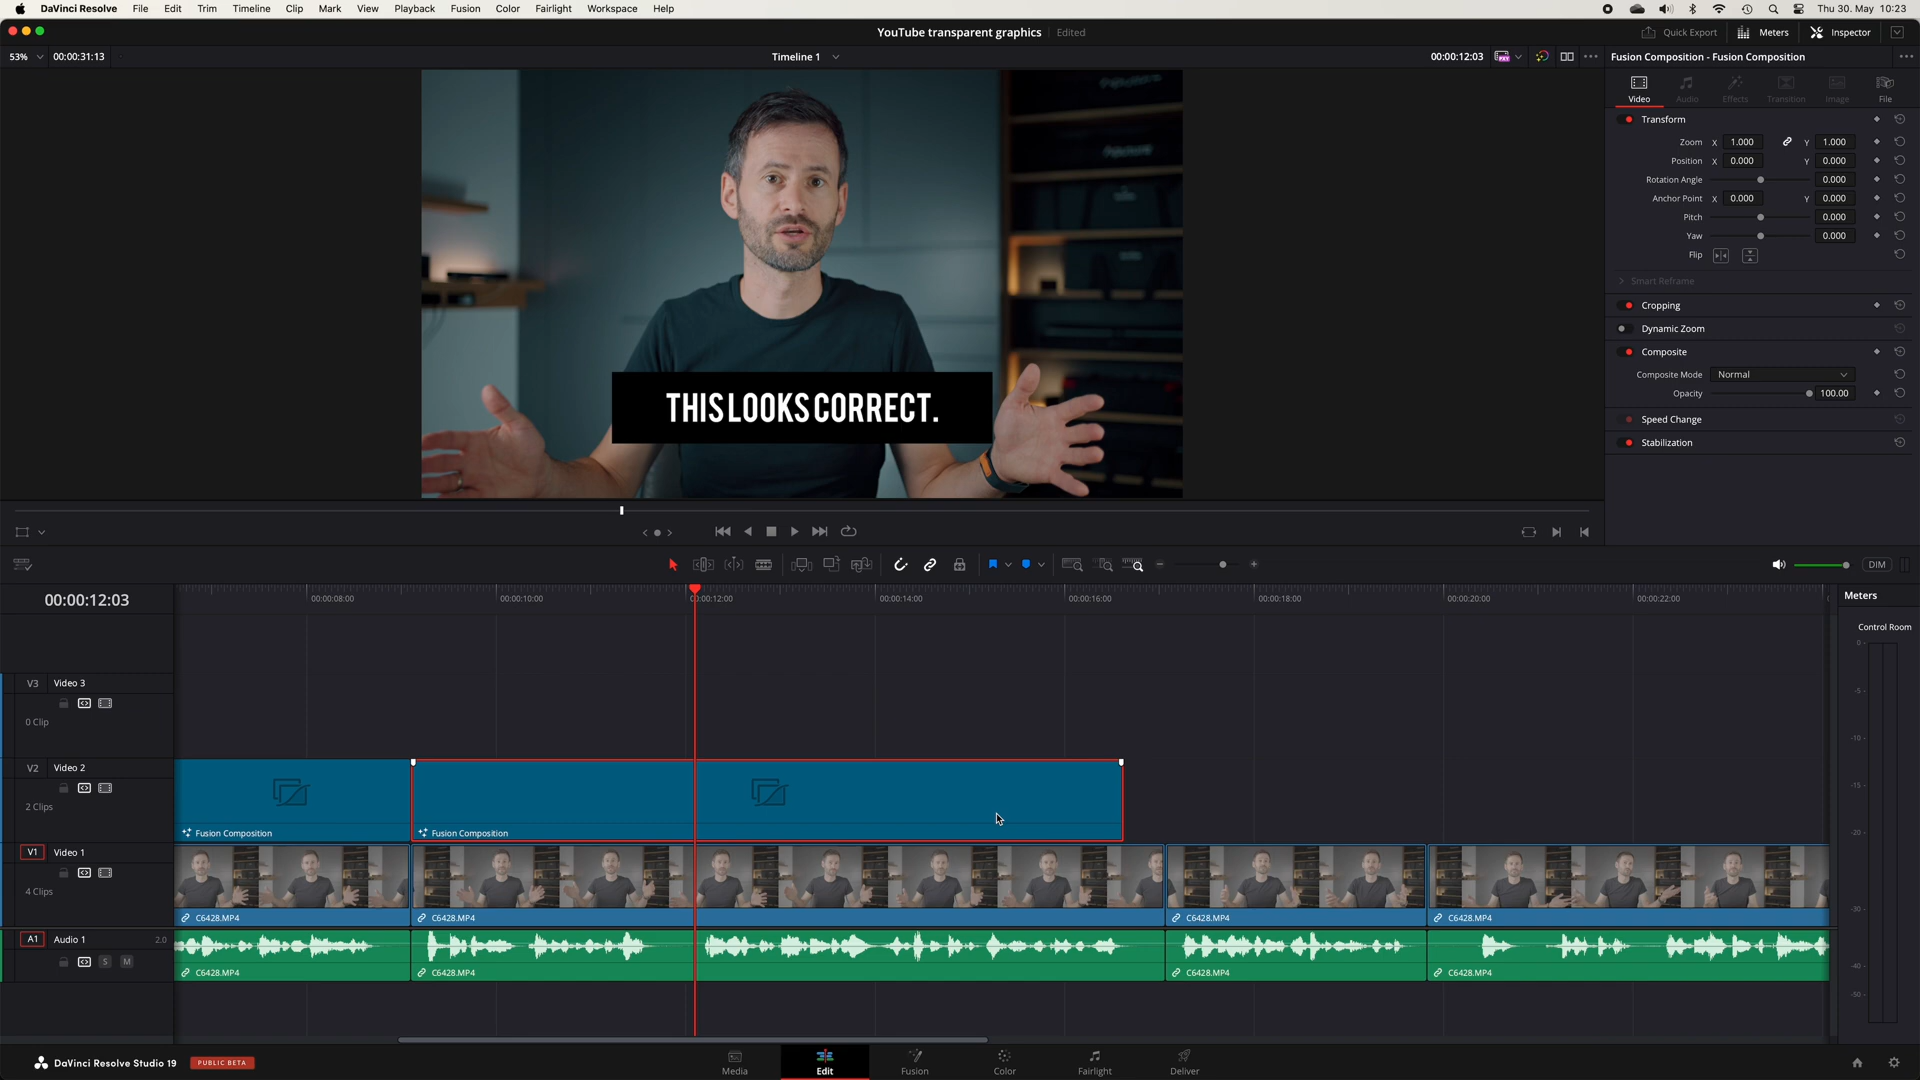 DaVinci Resolve File Edit Trim Timeline Clip Mark View Playback Fusion Color Fairlight Workspace Help Thu 30. May 10:23
YouTube transparent graphics Edited Quick Export Meters Inspector
53% 00:00:31:13 Timeline 1 00:00:12:03 Fusion Composition - Fusion Composition
Video Audio Effects Transition Image File
Transform
Zoom X 1.000 Y 1.000
Position X 0.000 Y 0.000
Rotation Angle 0.000
Anchor Point X 0.000 Y 0.000
Pitch 0.000
Yaw 0.000
Flip
Smart Reframe
Cropping
Dynamic Zoom
Composite
Composite Mode Normal
Opacity 100.00
Speed Change
Stabilization
THIS LOOKS CORRECT.
DIM
00:00:12:03 00:00:08:00 00:00:10:00 00:00:12:00 00:00:14:00 00:00:16:00 00:00:18:00 00:00:20:00 00:00:22:00
Meters
Control Room
0
-5
-10
-15
-20
-30
-40
-50
V3 Video 3
0 Clip
V2 Video 2
2 Clips
Fusion Composition Fusion Composition
V1 Video 1
4 Clips
C6428.MP4 C6428.MP4 C6428.MP4 C6428.MP4
A1 Audio 1 2.0
S M
C6428.MP4 C6428.MP4 C6428.MP4 C6428.MP4
DaVinci Resolve Studio 19 PUBLIC BETA Media Edit Fusion Color Fairlight Deliver